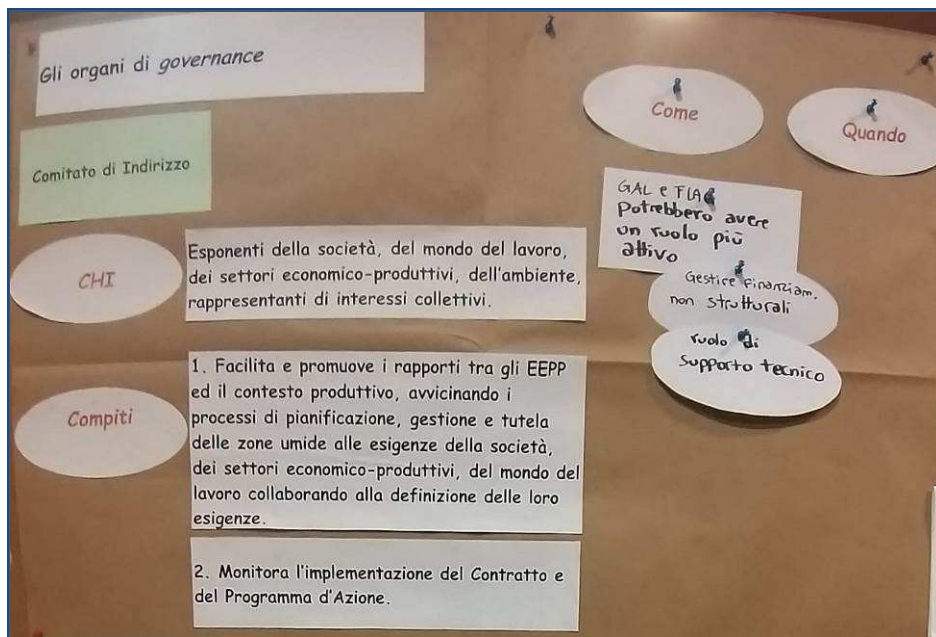 Gli organi di governance
Comitato di Indirizzo
CHI
Esponenti della società, del mondo del lavoro,
dei settori economico-produttivi, dell'ambiente,
rappresentanti di interessi collettivi.
Compiti
1. Facilita e promuove i rapporti tra gli EEPP
ed il contesto produttivo, avvicinando i
processi di pianificazione, gestione e tutela
delle zone umide alle esigenze della società,
dei settori economico-produttivi, del mondo del
lavoro collaborando alla definizione delle loro
esigenze.
2. Monitora l'implementazione del Contratto e
del Programma d'Azione.
Come
Quando
GAL e FLAG
Potrebbero avere
un ruolo più
attivo
Gestice finanziam.
non strutturali
ruolo di
supporto tecnico